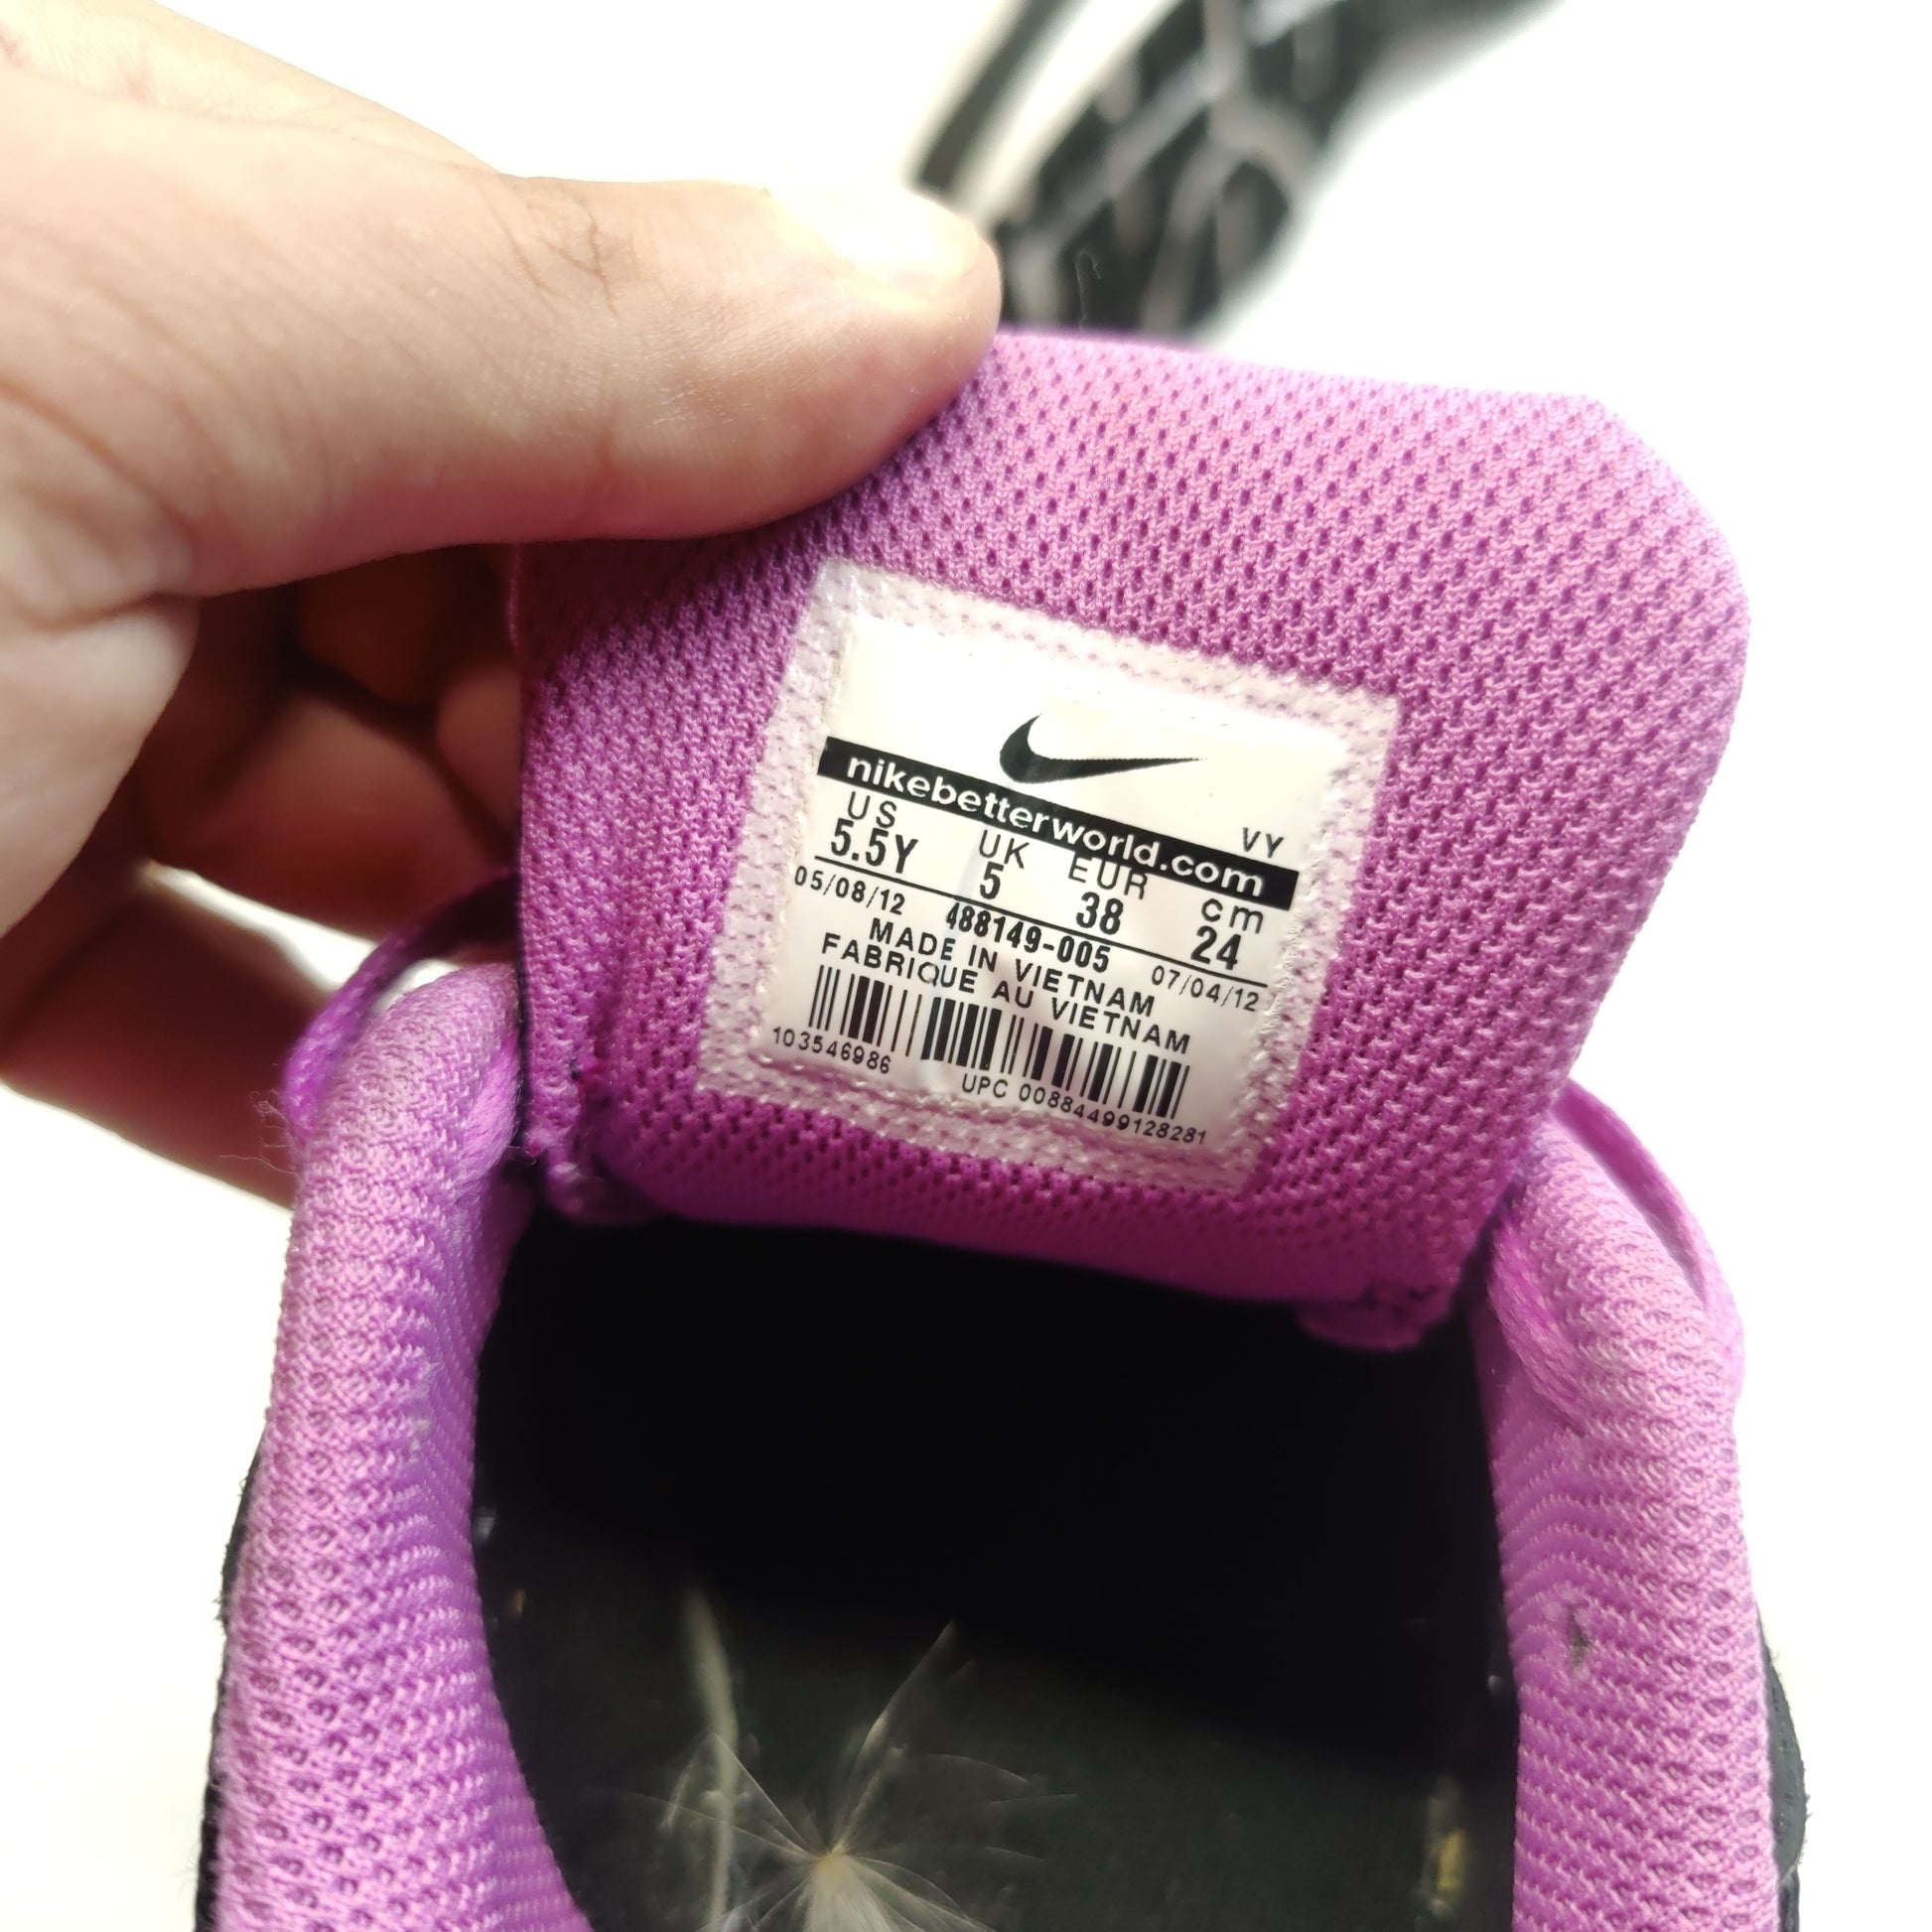 nikebetterworld.com VY
US UK EUR cm
5.5Y 5 38 24
05/08/12 488149-005 07/04/12
MADE IN VIETNAM
FABRIQUE AU VIETNAM
103546986 UPC 00884499128281